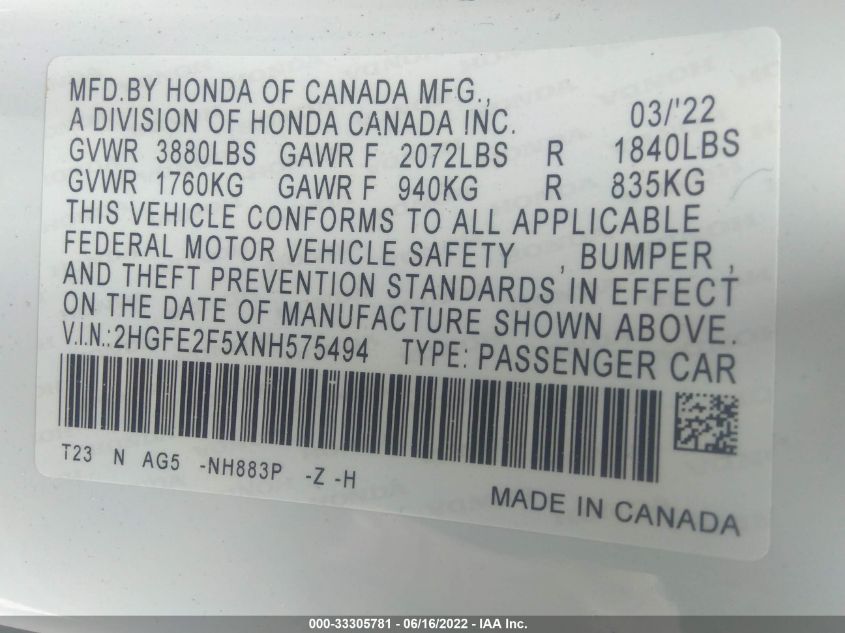 MFD.BY HONDA OF CANADA MFG.,
A DIVISION OF HONDA CANADA INC. 03/'22
GVWR 3880LBS GAWR F 2072LBS R 1840LBS
GVWR 1760KG GAWR F 940KG R 835KG
THIS VEHICLE CONFORMS TO ALL APPLICABLE
FEDERAL MOTOR VEHICLE SAFETY , BUMPER ,
AND THEFT PREVENTION STANDARDS IN EFFECT
ON THE DATE OF MANUFACTURE SHOWN ABOVE.
V.I.N.:2HGFE2F5XNH575494 TYPE: PASSENGER CAR
T23 N AG5 -NH883P -Z -H
MADE IN CANADA
000-33305781 - 06/16/2022 - IAA Inc.